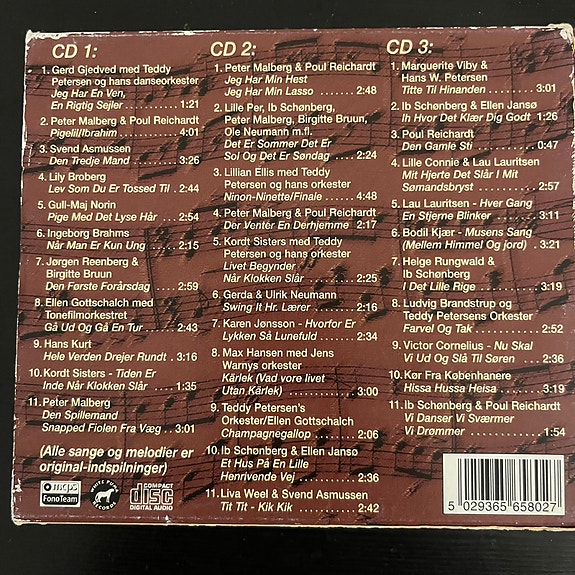 CD 1:
1. Gerd Gjedved med Teddy
Petersen og hans danseorkester
Jeg Har En Ven,
En Rigtig Sejler ......1:21
2. Peter Malberg & Poul Reichardt
Pigelil/Ibrahim ..........4:01
3. Svend Asmussen
Den Tredje Mand ........3:26
4. Lily Broberg
Lev Som Du Er Tossed Til ..2:44
5. Gull-Maj Norin
Pige Med Det Lyse Hår ..2:54
6. Ingeborg Brahms
Når Man Er Kun Ung ....2:15
7. Jørgen Reenberg &
Birgitte Bruun
Den Første Forårsdag ....2:59
8. Ellen Gottschalch med
Tonefilmorkestret
Gå Ud Og Gå En Tur ....2:43
9. Hans Kurt
Hele Verden Drejer Rundt .3:16
10. Kordt Sisters - Tiden Er
Inde Når Klokken Slår ....1:35
11. Peter Malberg
Den Spillemand
Snapped Fiolen Fra Væg ..3:01
(Alle sange og melodier er
original-indspilninger)
mcps
FonoTeam
WHITE PONY
RECORDS
COMPACT
disc
DIGITAL AUDIO
CD 2:
1. Peter Malberg & Poul Reichardt
Jeg Har Min Hest
Jeg Har Min Lasso ........2:48
2. Lille Per, Ib Schønberg,
Peter Malberg, Birgitte Bruun,
Ole Neumann m.fl.
Det Er Sommer Det Er
Sol Og Det Er Søndag ....2:24
3. Lillian Ellis med Teddy
Petersen og hans orkester
Ninon-Ninette/Finale ......4:48
4. Peter Malberg & Poul Reichardt
Der Venter En Derhjemme ..2:17
5. Kordt Sisters med Teddy
Petersen og hans orkester
Livet Begynder
Når Klokken Slår ........2:25
6. Gerda & Ulrik Neumann
Swing It Hr. Lærer ........2:16
7. Karen Jønsson - Hvorfor Er
Lykken Så Lunefuld ......2:34
8. Max Hansen med Jens
Warnys orkester
Kärlek (Vad vore livet
Utan Kärlek) ............3:00
9. Teddy Petersen's
Orkester/Ellen Gottschalch
Champagnegallop ........2:06
10. Ib Schønberg & Ellen Jansø
Et Hus På En Lille
Henrivende Vej ..........2:36
11. Liva Weel & Svend Asmussen
Tit Tit - Kik Kik ..........2:42
CD 3:
1. Marguerite Viby &
Hans W. Petersen
Titte Til Hinanden ........3:01
2. Ib Schønberg & Ellen Jansø
Ih Hvor Det Klær Dig Godt 1:26
3. Poul Reichardt
Den Gamle Sti ..........0:47
4. Lille Connie & Lau Lauritsen
Mit Hjerte Det Slår I Mit
Sømandsbryst ..........2:57
5. Lau Lauritsen - Hver Gang
En Stjerne Blinker ........3:11
6. Bodil Kjær - Musens Sang
(Mellem Himmel Og jord) ..3:21
7. Helge Rungwald &
Ib Schønberg
I Det Lille Rige ..........3:19
8. Ludvig Brandstrup og
Teddy Petersens Orkester
Farvel Og Tak ..........2:52
9. Victor Cornelius - Nu Skal
Vi Ud Og Slå Til Søren ....2:36
10. Kør Fra Københanere
Hissa Hussa Heisa ......3:19
11. Ib Schønberg & Poul Reichardt
Vi Danser Vi Sværmer
Vi Drømmer ............1:54
5 029365 658027 >